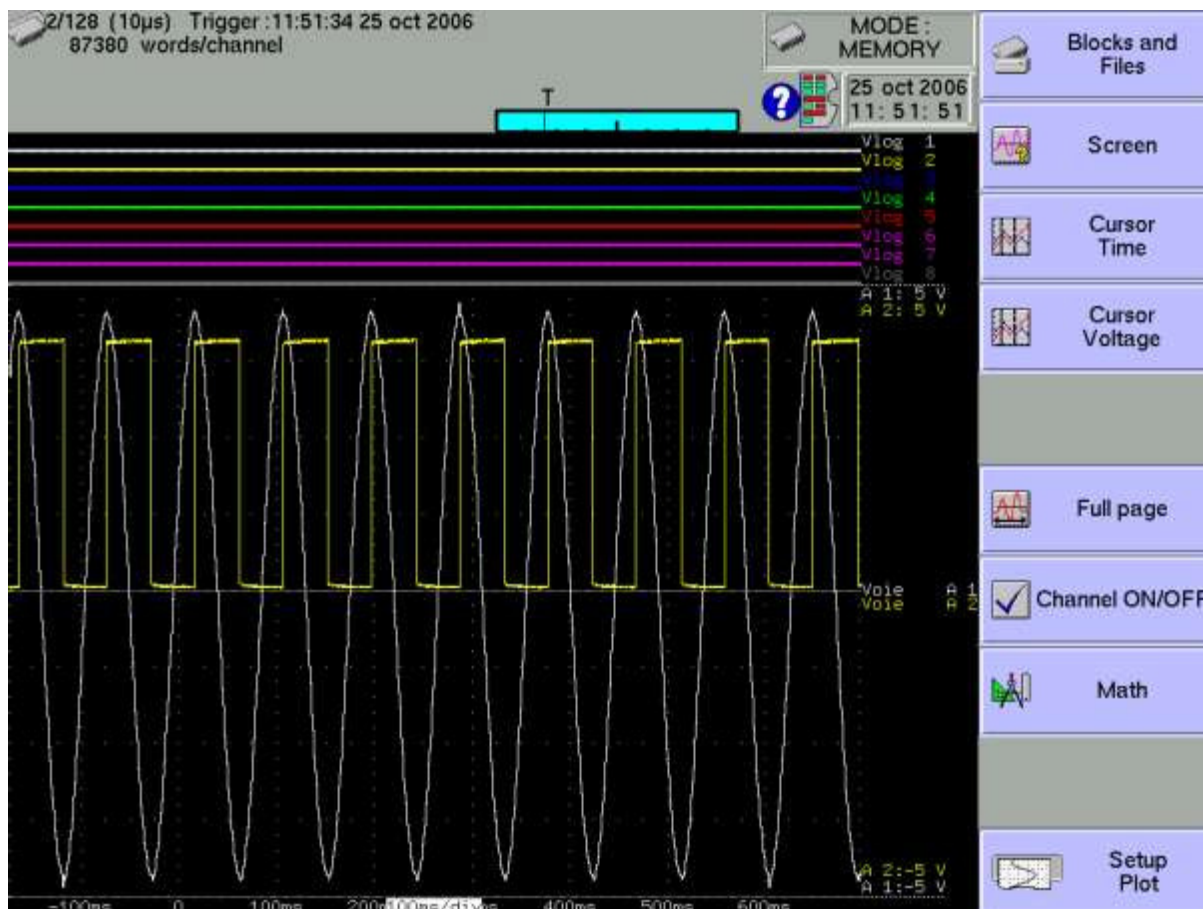 2/128 (10µs) Trigger :11:51:34 25 oct 2006
87380 words/channel
MODE :
MEMORY
25 oct 2006
11: 51: 51
T
Vlog 1
Vlog 2
Vlog 3
Vlog 4
Vlog 5
Vlog 6
Vlog 7
Vlog 8
A 1: 5 V
A 2: 5 V
Voie A 1
Voie A 2
A 2:-5 V
A 1:-5 V
-100ms 0 100ms 100ms/div 400ms 500ms 600ms
Blocks and
Files
Screen
Cursor
Time
Cursor
Voltage
Full page
Channel ON/OFF
Math
Setup
Plot